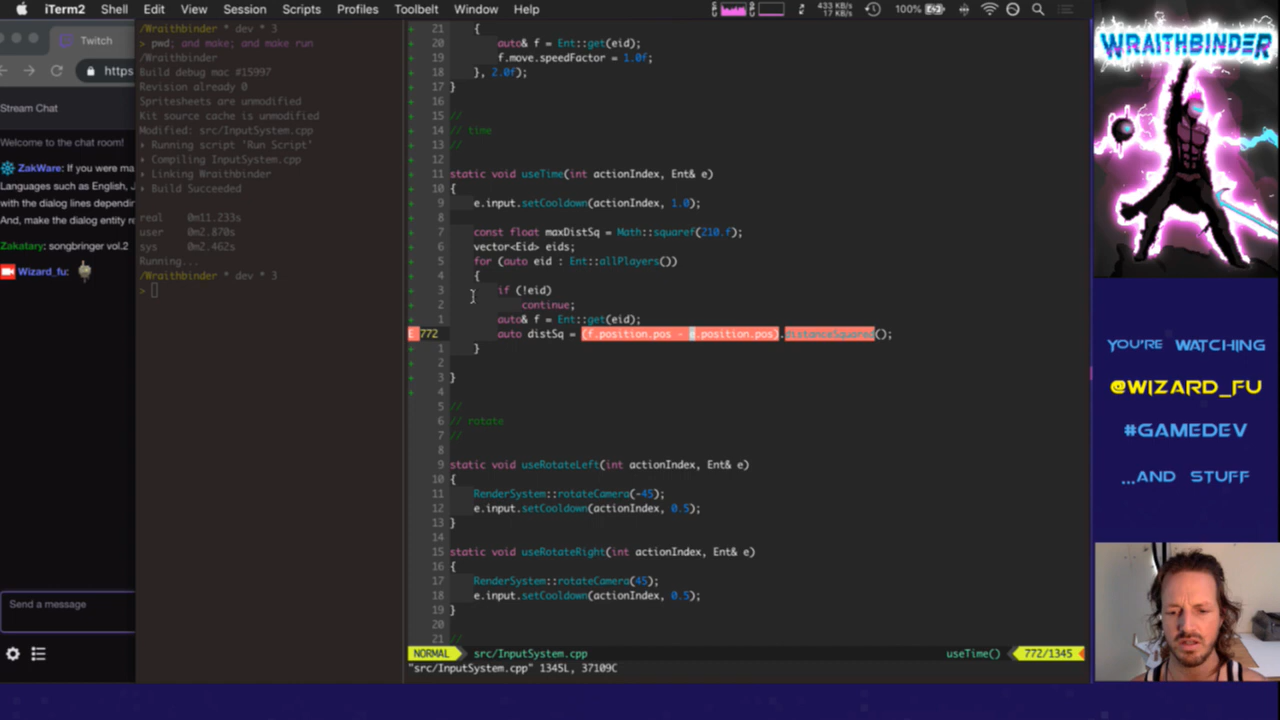 iTerm2 Shell Edit View Session Scripts Profiles Toolbelt Window Help
433 KB/s
17 KB/s
100%
Twitch
https
Stream Chat
Welcome to the chat room!
ZakWare: If you were ma
Languages such as English, J
with the dialog lines dependin
And, make the dialog entity re
Zakatary: songbringer vol.2
Wizard_fu:
Send a message
/Wraithbinder * dev * 3
> pwd; and make; and make run
/Wraithbinder
Build debug mac #15997
Revision already 0
Spritesheets are unmodified
Kit source cache is unmodified
Modified: src/InputSystem.cpp
Running script 'Run Script'
Compiling InputSystem.cpp
Linking Wraithbinder
Build Succeeded
real 0m11.233s
user 0m2.870s
sys 0m2.462s
Running...
/Wraithbinder * dev * 3
>
+ 21 {
+ 20 auto& f = Ent::get(eid);
+ 19 f.move.speedFactor = 1.0f;
+ 18 }, 2.0f);
+ 17 }
+ 16
+ 15 //
+ 14 // time
+ 13 //
+ 12
+ 11 static void useTime(int actionIndex, Ent& e)
+ 10 {
+ 9 e.input.setCooldown(actionIndex, 1.0);
+ 8
+ 7 const float maxDistSq = Math::squaref(210.f);
+ 6 vector<Eid> eids;
+ 5 for (auto eid : Ent::allPlayers())
+ 4 {
+ 3 if (!eid)
+ 2 continue;
+ 1 auto& f = Ent::get(eid);
E 772 auto distSq = (f.position.pos - e.position.pos).distanceSquared();
+ 1 }
+ 2
+ 3 }
+ 4
5 //
6 // rotate
7 //
8
9 static void useRotateLeft(int actionIndex, Ent& e)
10 {
11 RenderSystem::rotateCamera(-45);
12 e.input.setCooldown(actionIndex, 0.5);
13 }
14
15 static void useRotateRight(int actionIndex, Ent& e)
16 {
17 RenderSystem::rotateCamera(45);
18 e.input.setCooldown(actionIndex, 0.5);
19 }
20
21 //
NORMAL src/InputSystem.cpp useTime() 772/1345
"src/InputSystem.cpp" 1345L, 37109C
WRAITHBINDER
YOU'RE WATCHING
@WIZARD_FU
#GAMEDEV
...AND STUFF